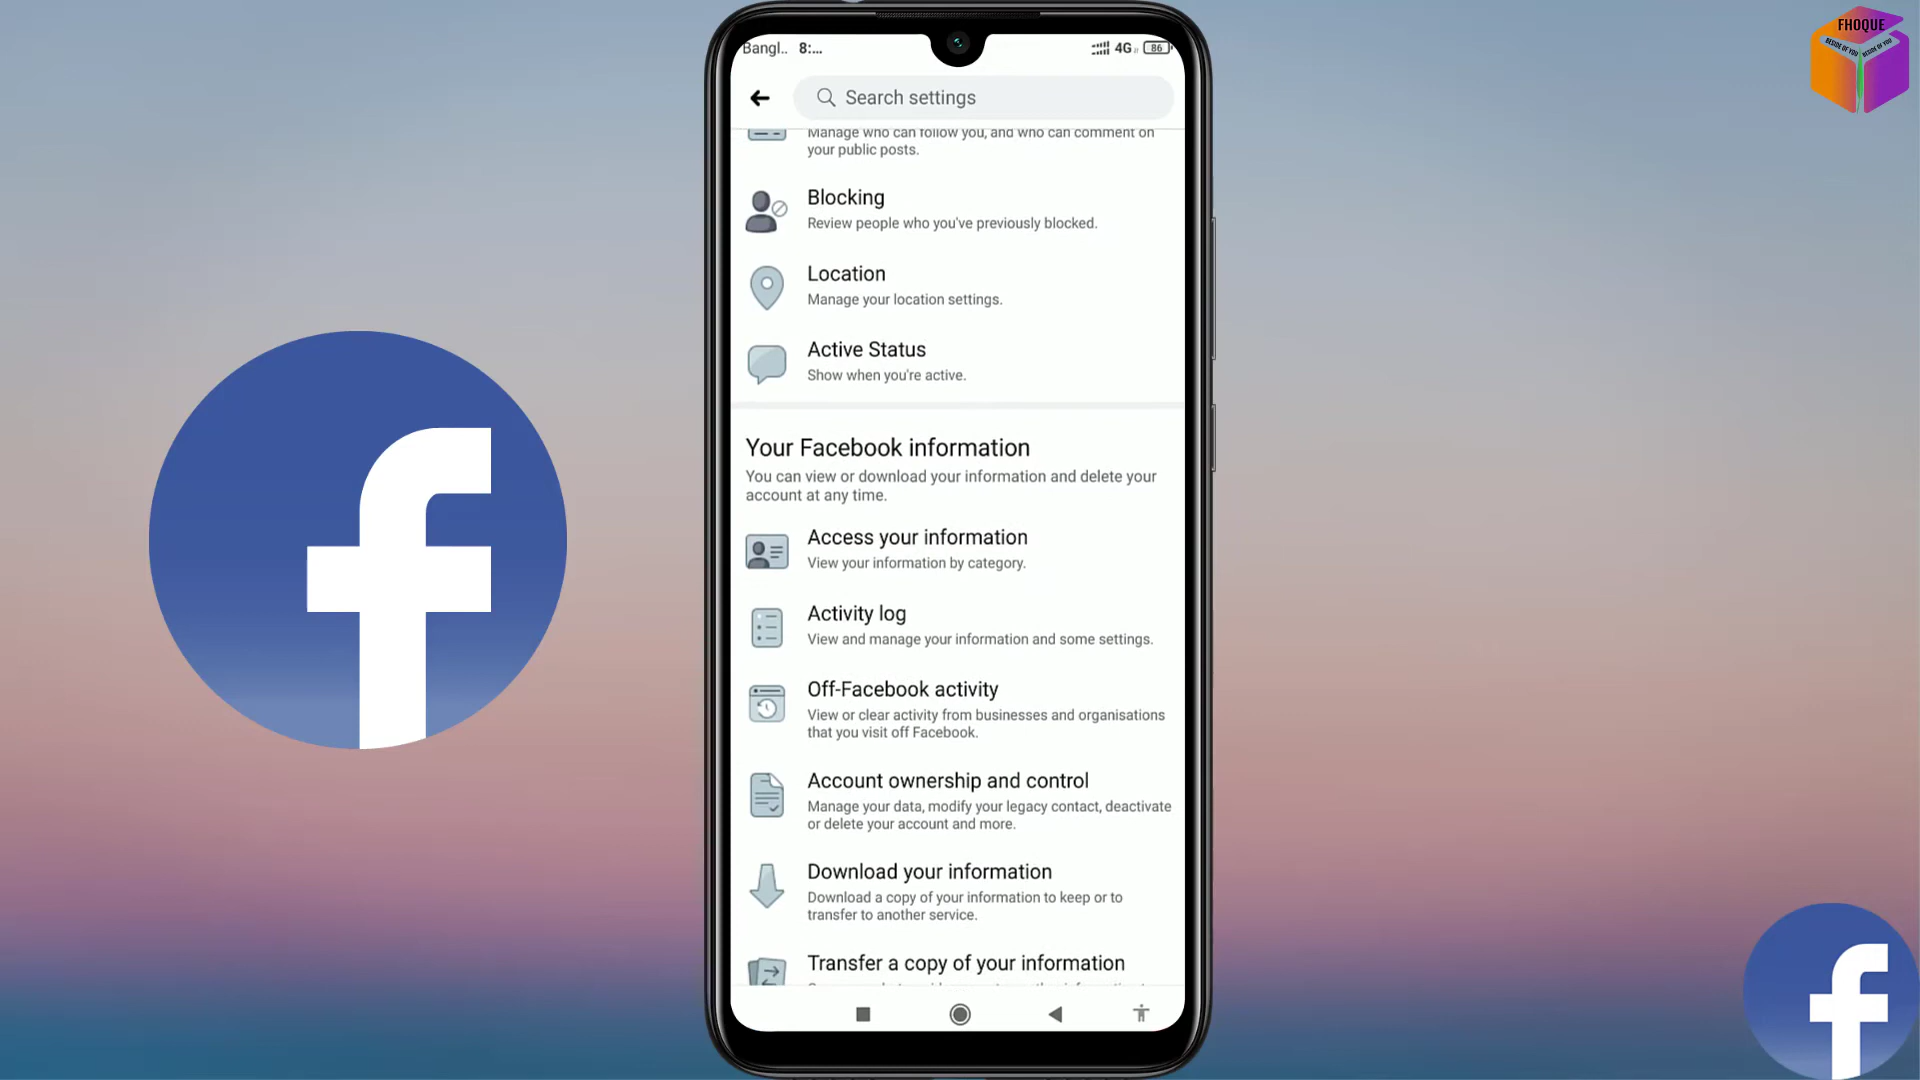 FHOQUE
BESIDE OF YOU BESIDE OF YOU
Bangl.. 8:... 4G 86
Search settings
Manage who can follow you, and who can comment on
your public posts.
Blocking
Review people who you've previously blocked.
Location
Manage your location settings.
Active Status
Show when you're active.
Your Facebook information
You can view or download your information and delete your
account at any time.
Access your information
View your information by category.
Activity log
View and manage your information and some settings.
Off-Facebook activity
View or clear activity from businesses and organisations
that you visit off Facebook.
Account ownership and control
Manage your data, modify your legacy contact, deactivate
or delete your account and more.
Download your information
Download a copy of your information to keep or to
transfer to another service.
Transfer a copy of your information